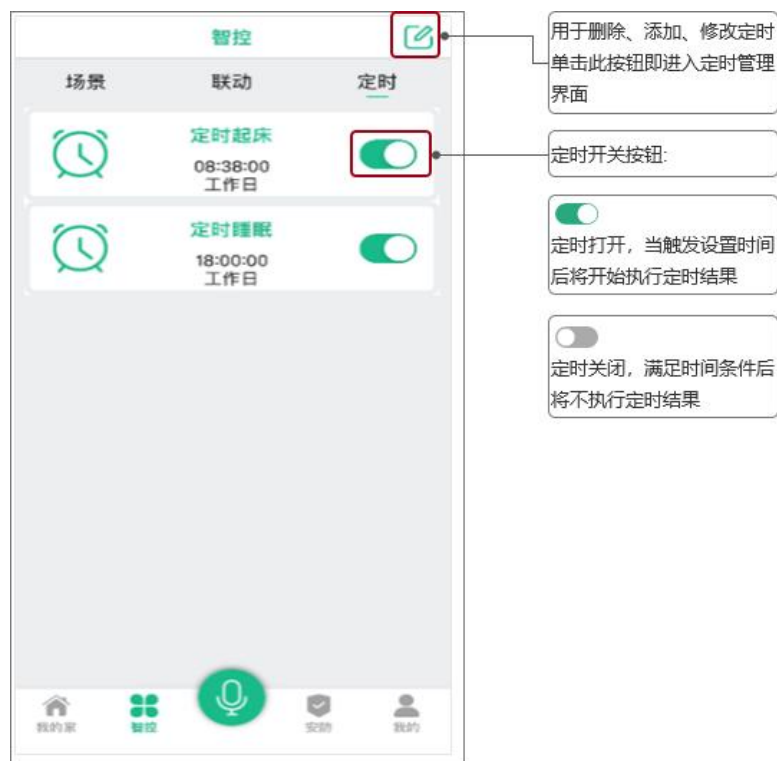 智控
场景 联动 定时
定时起床
08:38:00
工作日
定时睡眠
18:00:00
工作日
我的家 智控 安防 我的
用于删除、添加、修改定时
单击此按钮即进入定时管理
界面
定时开关按钮:
定时打开，当触发设置时间
后将开始执行定时结果
定时关闭，满足时间条件后
将不执行定时结果